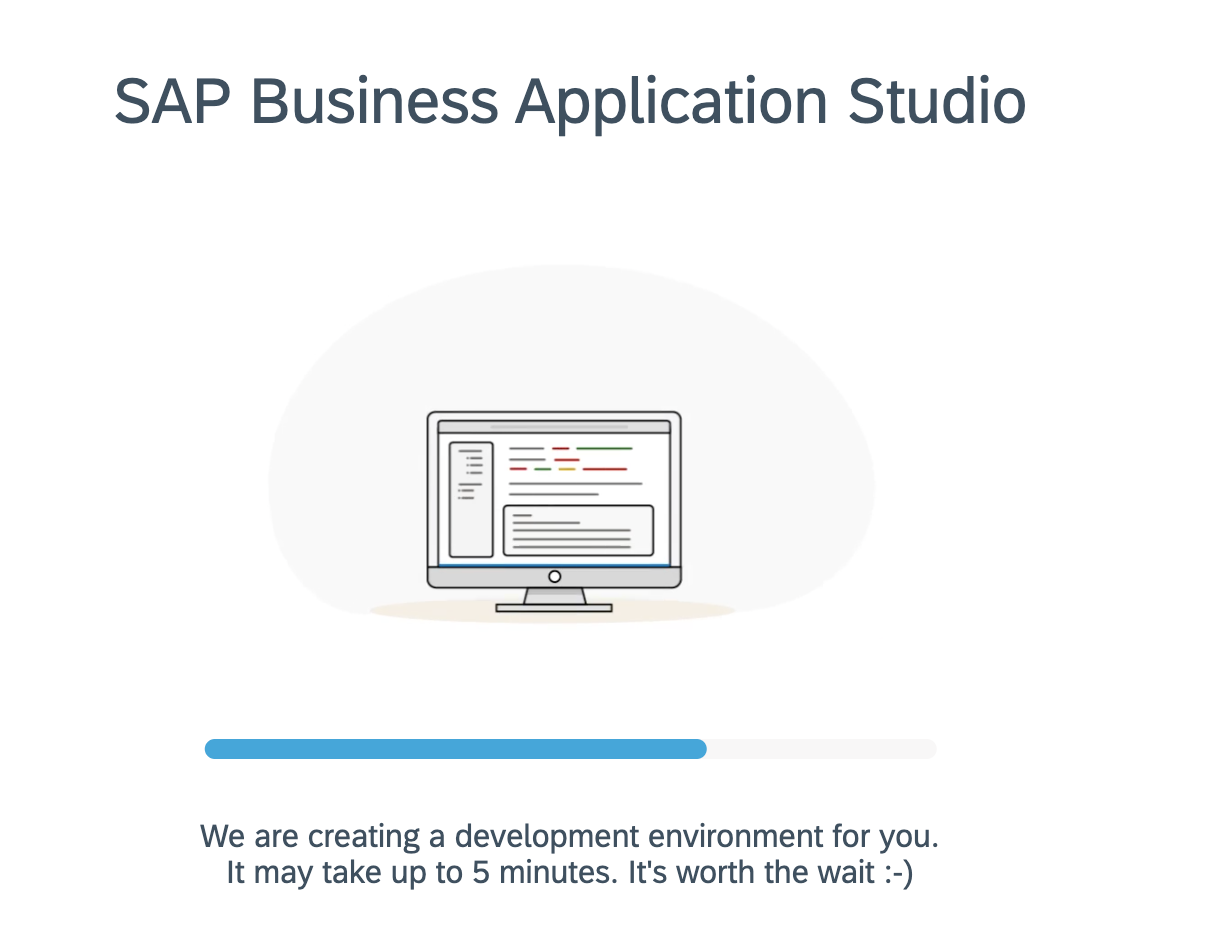 SAP Business Application Studio
We are creating a development environment for you.
It may take up to 5 minutes. It's worth the wait :-)